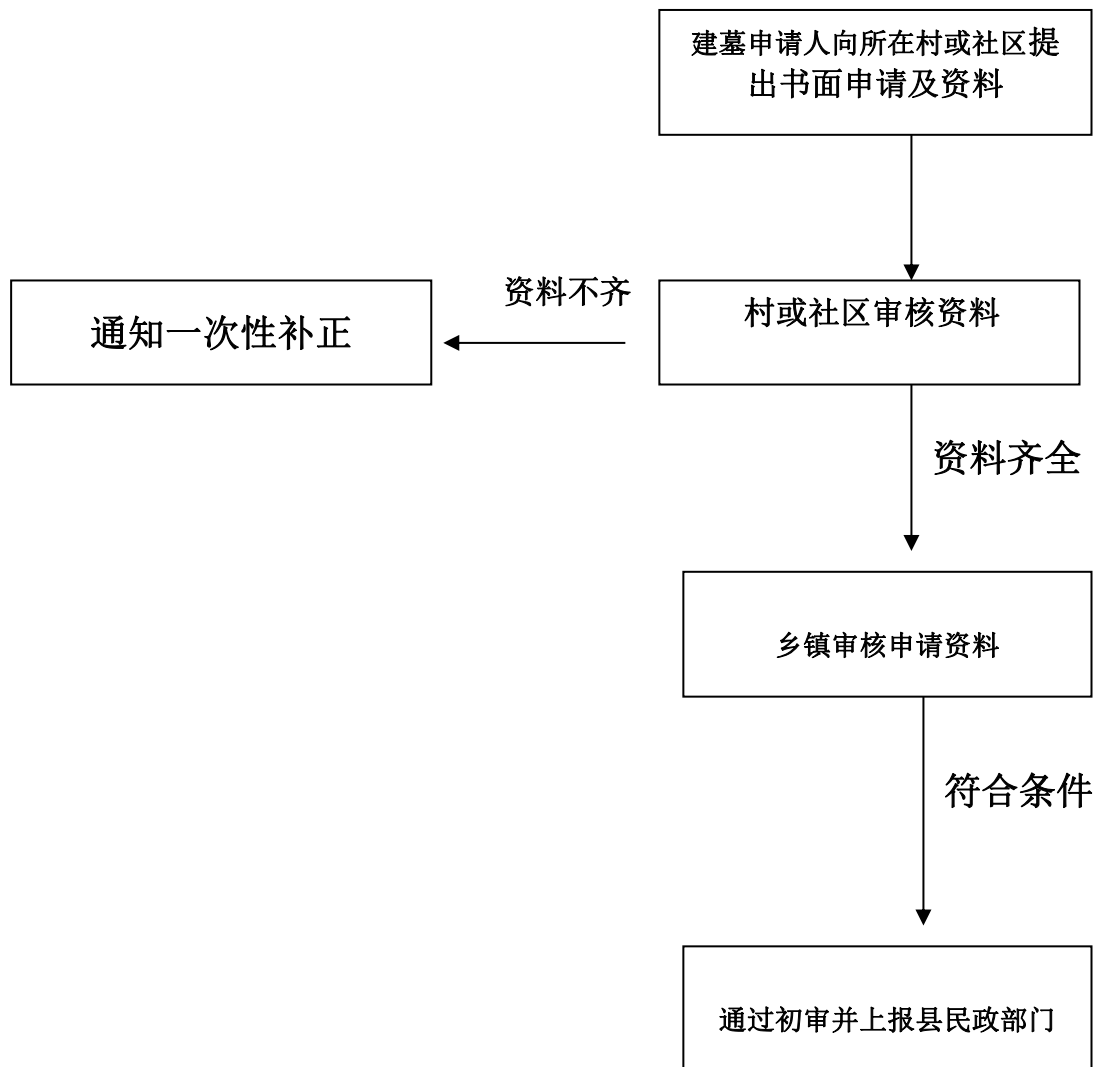 建墓申请人向所在村或社区提
出书面申请及资料
资料不齐
村或社区审核资料
通知一次性补正
资料齐全
乡镇审核申请资料
符合条件
通过初审并上报县民政部门